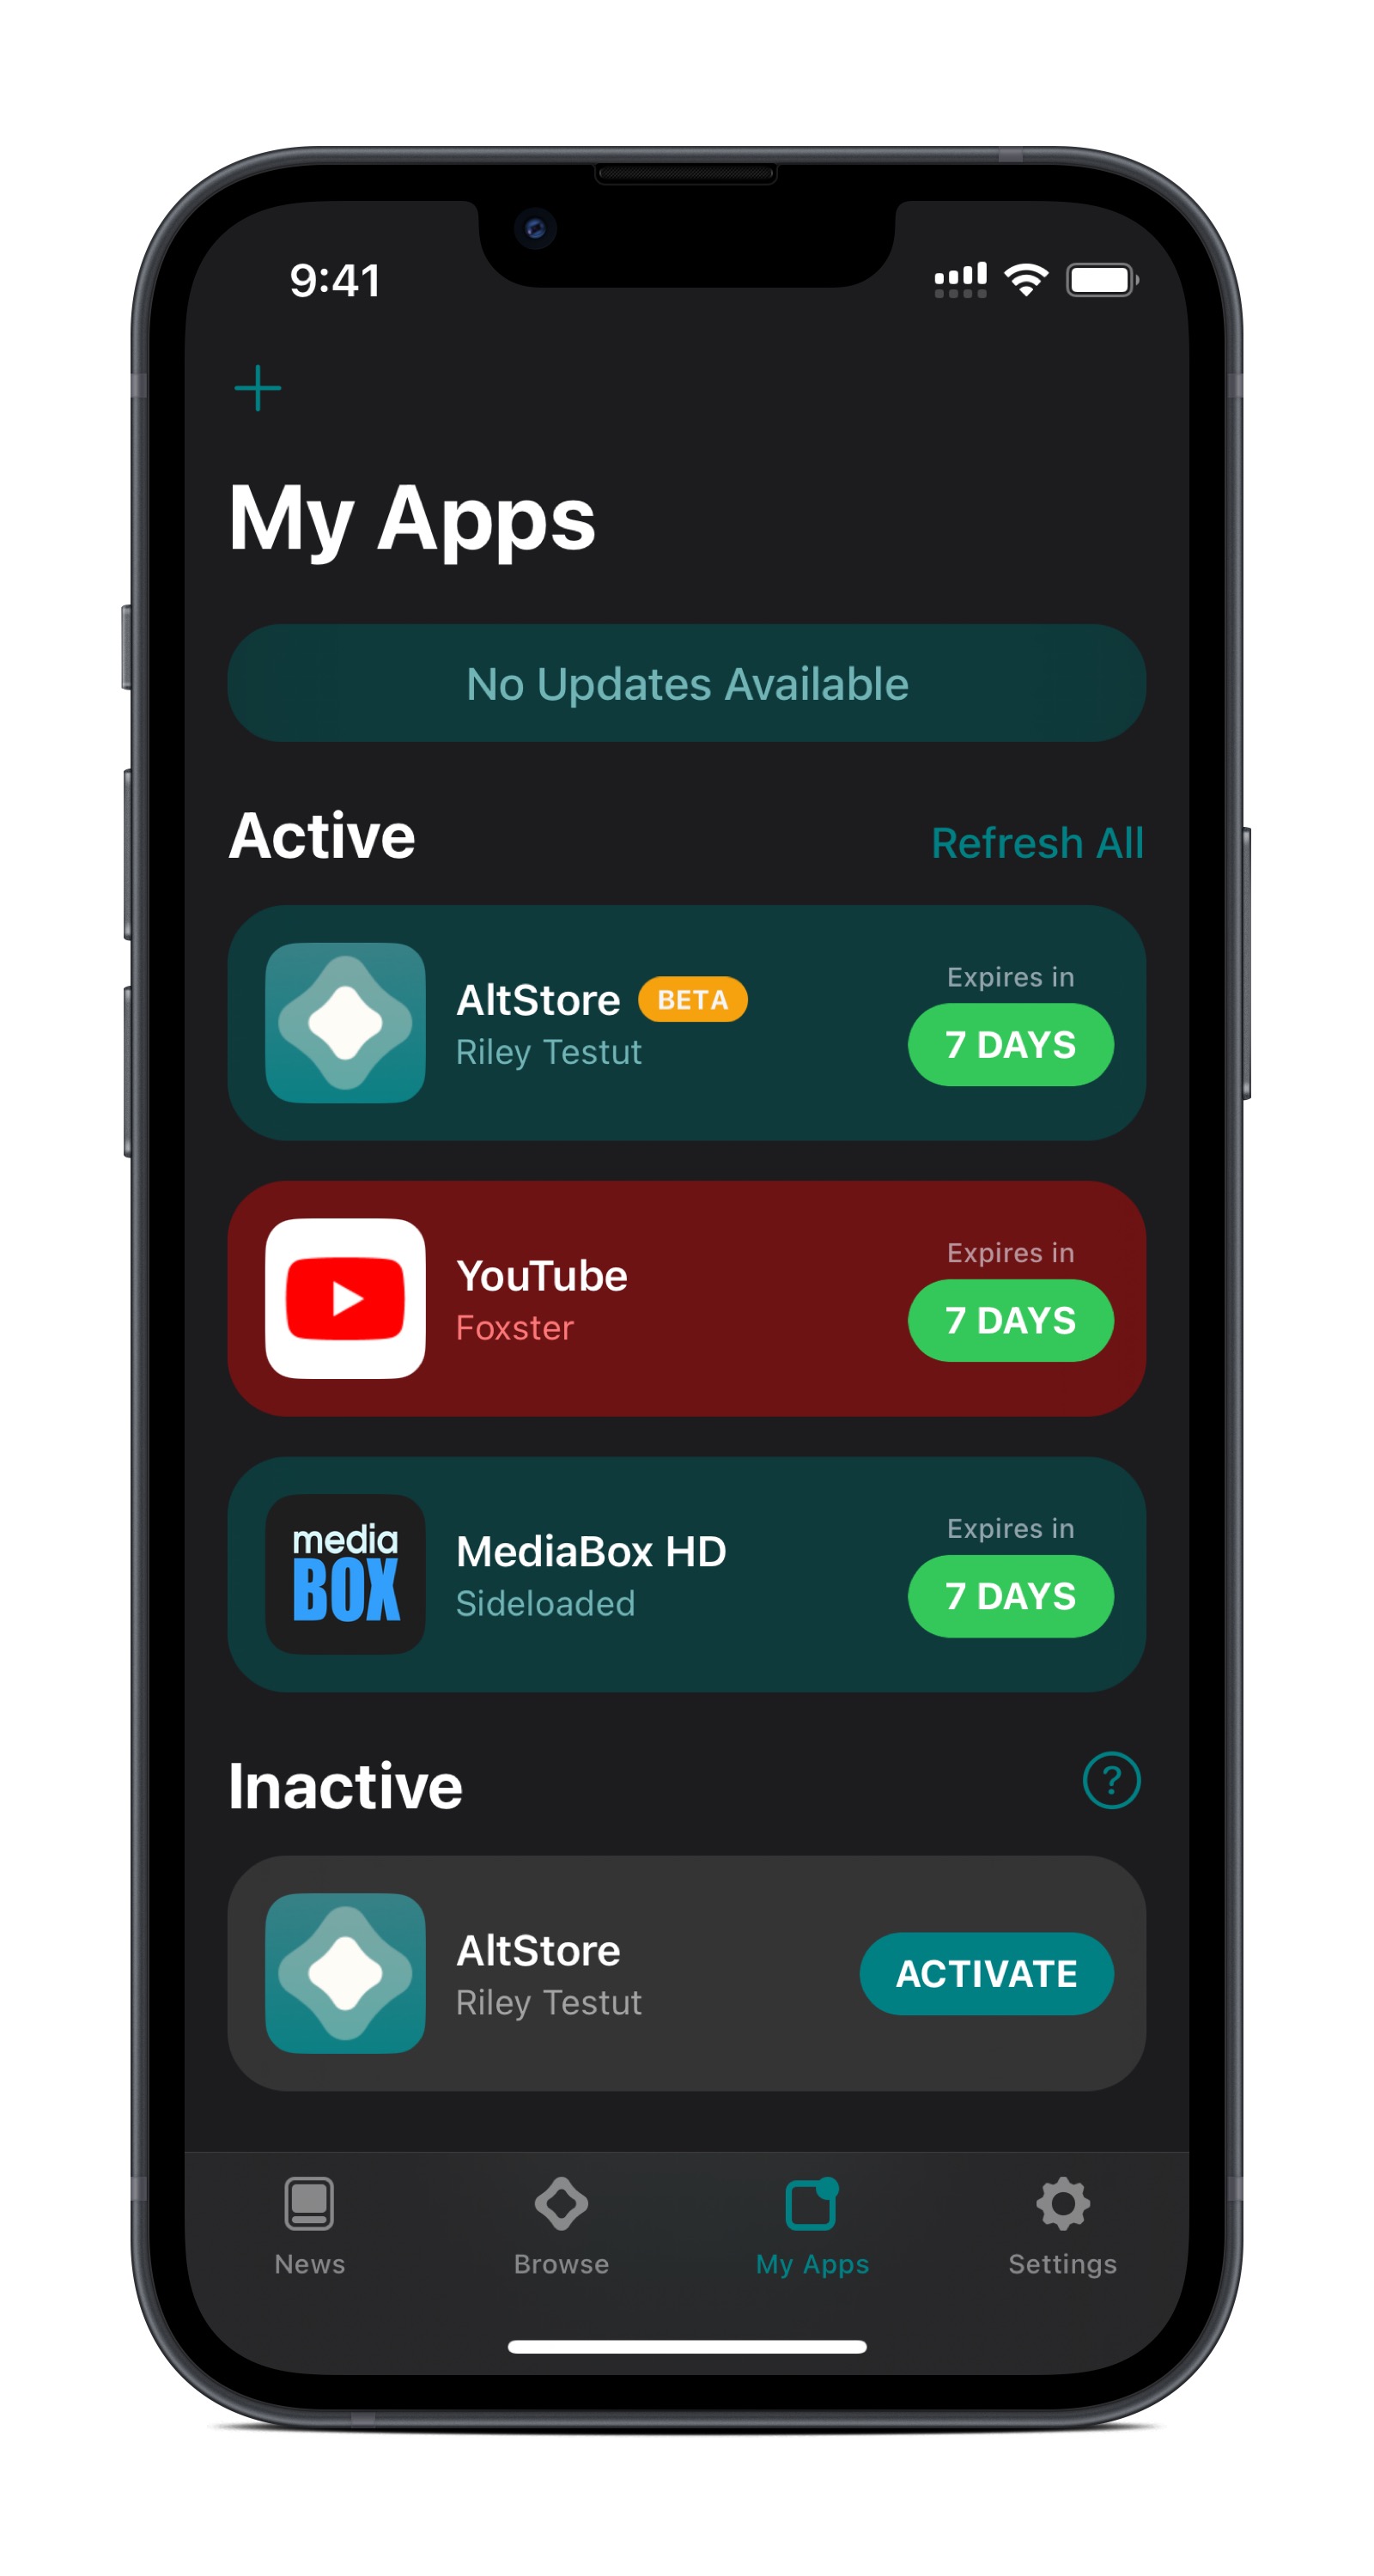 9:41
My Apps
No Updates Available
Active
Refresh All
AltStore BETA
Riley Testut
Expires in
7 DAYS
YouTube
Foxster
Expires in
7 DAYS
media
BOX
MediaBox HD
Sideloaded
Expires in
7 DAYS
Inactive
?
AltStore
Riley Testut
ACTIVATE
News
Browse
My Apps
Settings